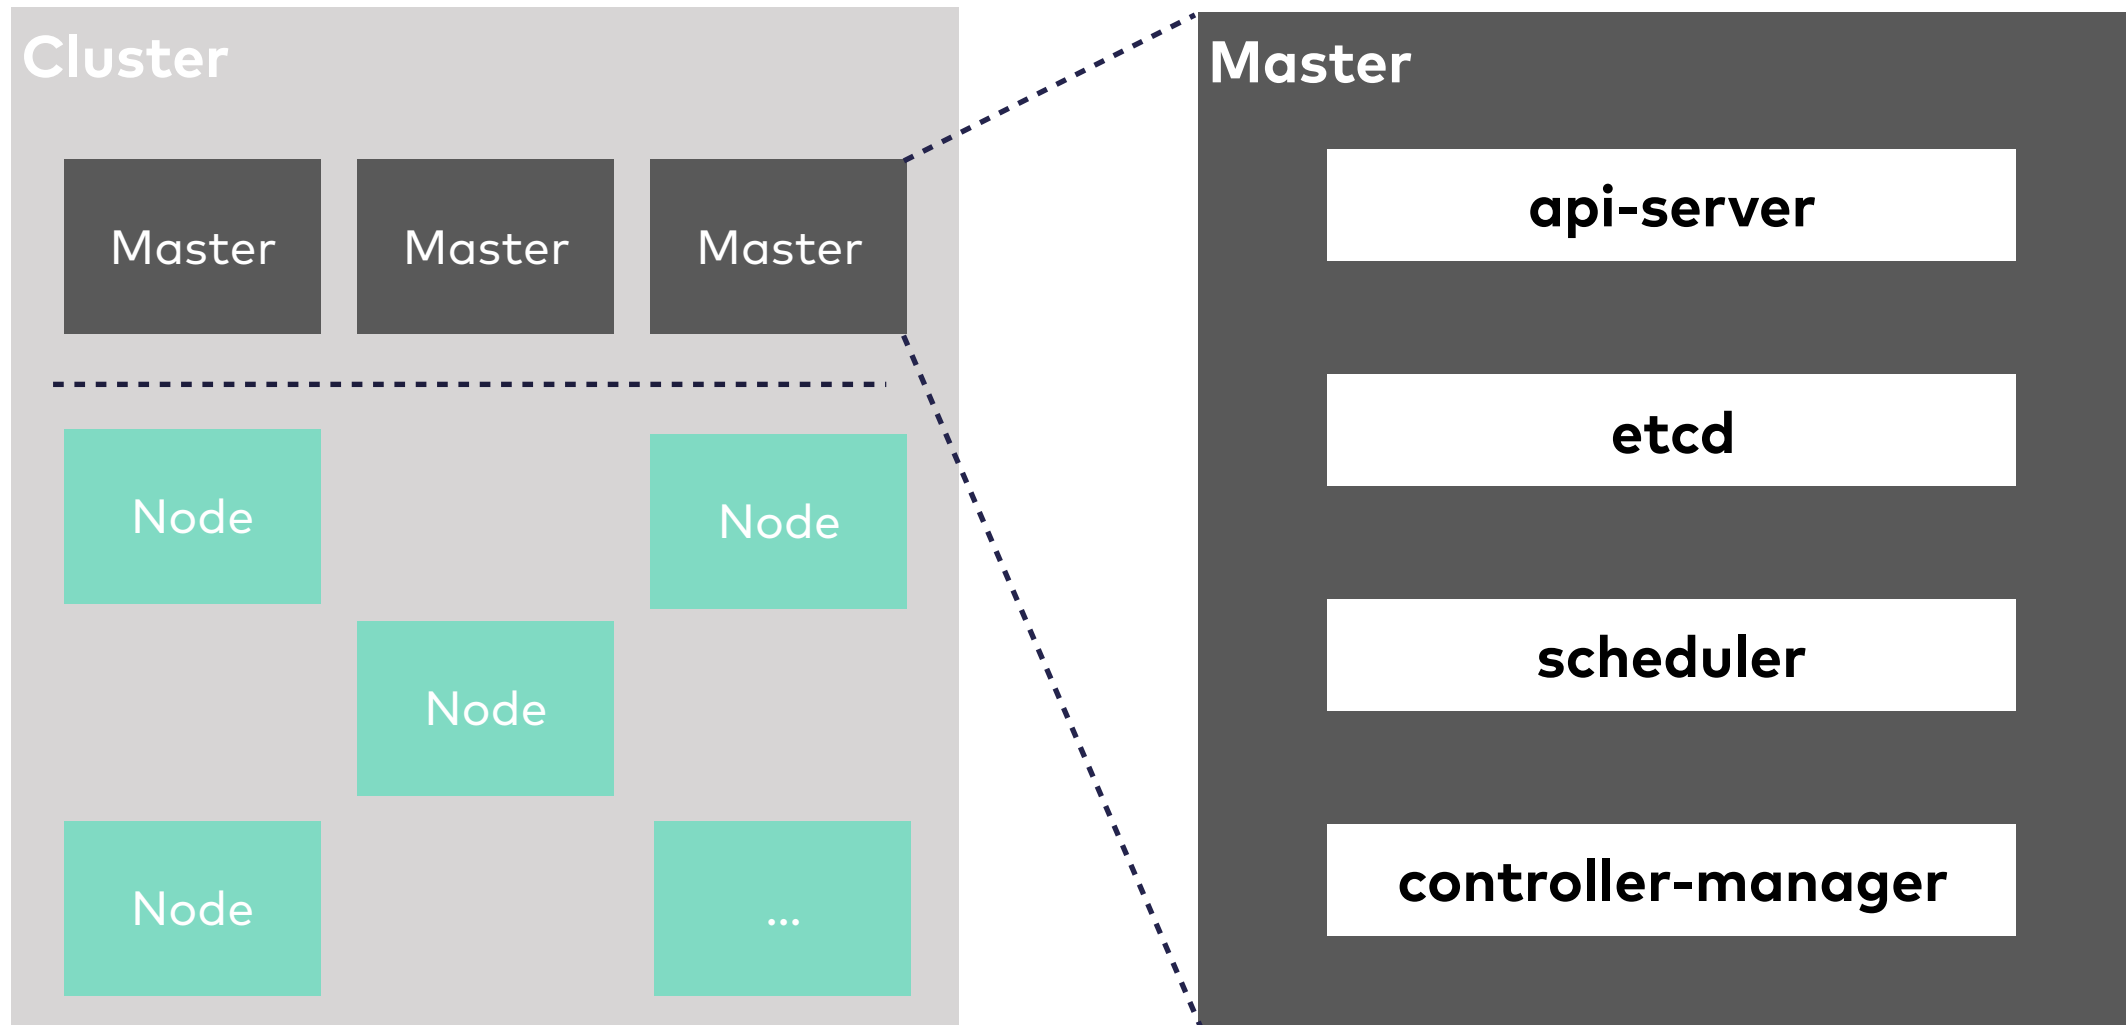 Cluster
Master
Master
Master
Node
Node
Node
Node
...
Master
api-server
etcd
scheduler
controller-manager